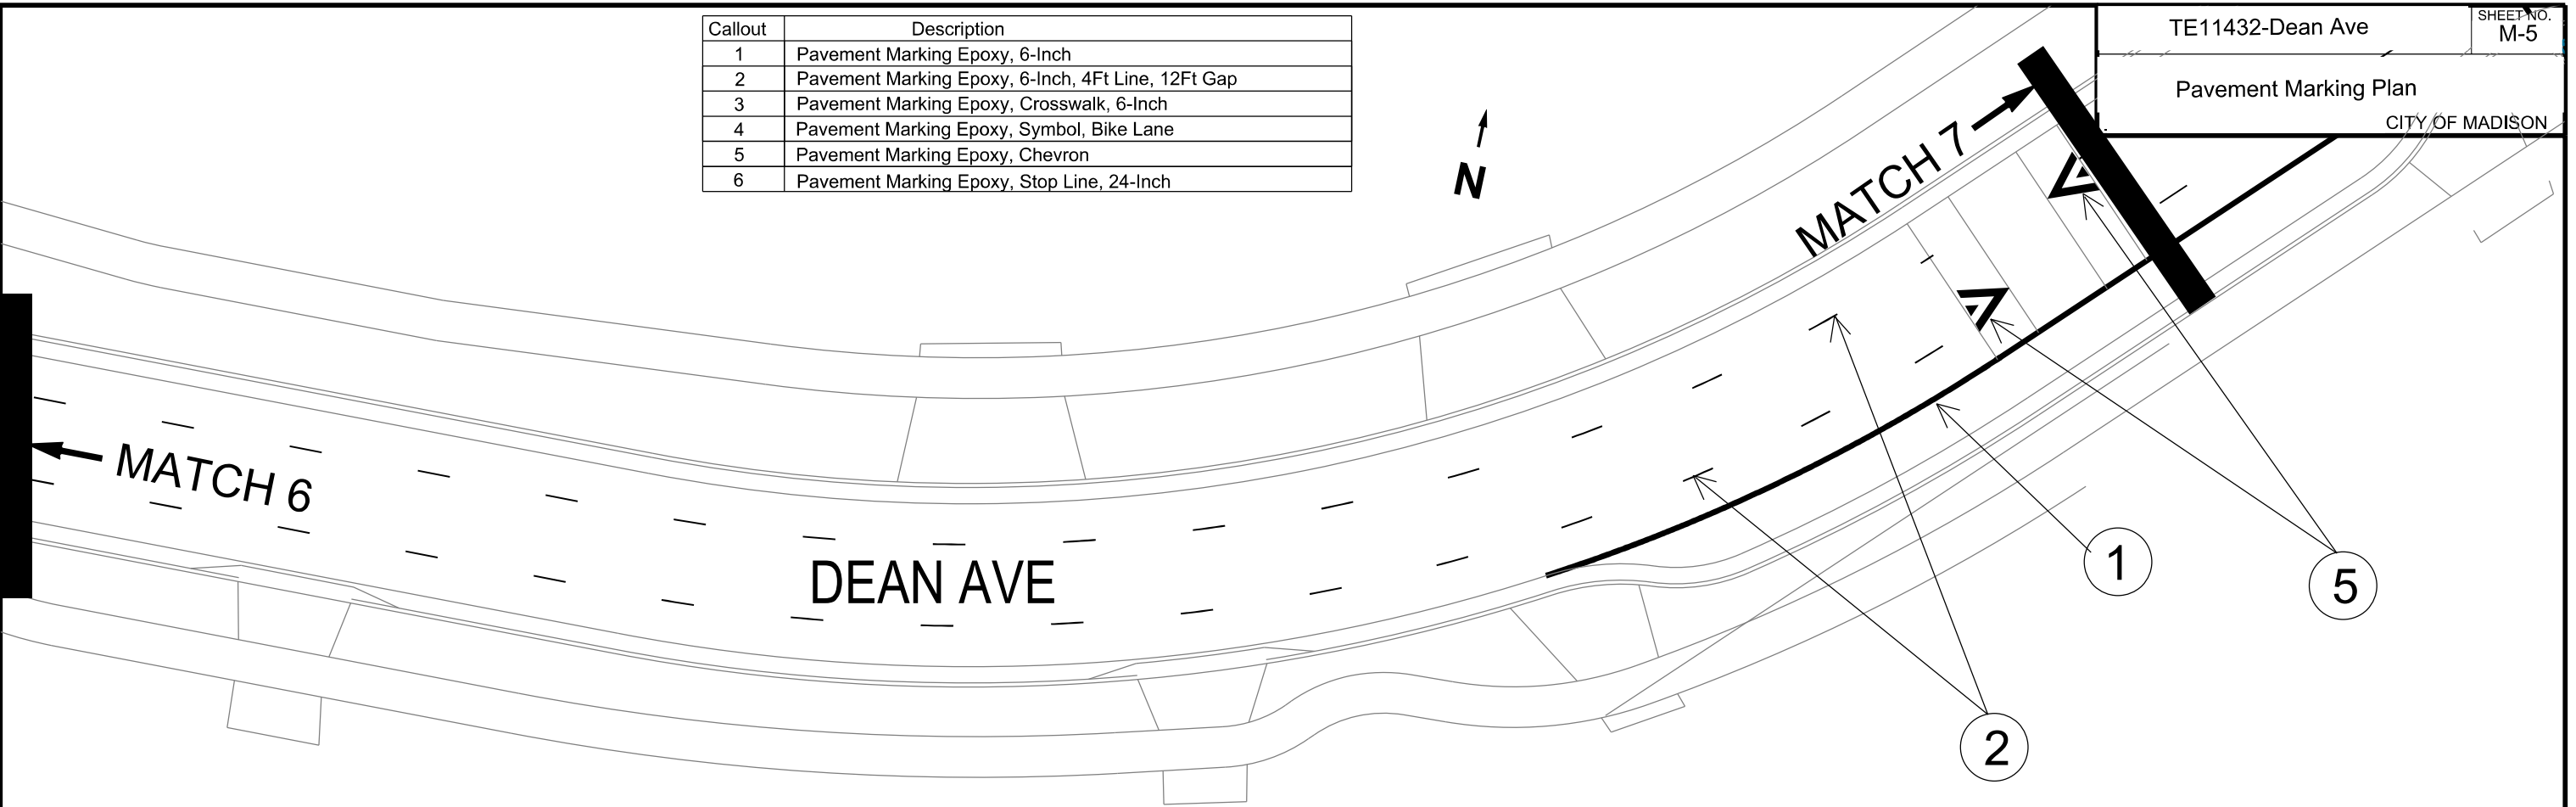 Callout Description
1 Pavement Marking Epoxy, 6-Inch
2 Pavement Marking Epoxy, 6-Inch, 4Ft Line, 12Ft Gap
3 Pavement Marking Epoxy, Crosswalk, 6-Inch
4 Pavement Marking Epoxy, Symbol, Bike Lane
5 Pavement Marking Epoxy, Chevron
6 Pavement Marking Epoxy, Stop Line, 24-Inch
TE11432-Dean Ave
SHEET NO.
M-5
Pavement Marking Plan
CITY OF MADISON
N
MATCH 7
MATCH 6
DEAN AVE
1
5
2